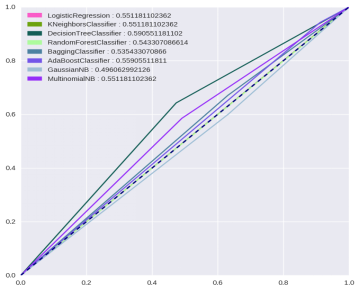 1.0
LogisticRegression : 0.551181102362
KNeighborsClassifier : 0.551181102362
DecisionTreeClassifier : 0.590551181102
RandomForestClassifier : 0.543307086614
BaggingClassifier : 0.535433070866
AdaBoostClassifier : 0.551181102362
GaussianNB : 0.496062992126
MultinomialNB : 0.551181102362
0.8
0.6
0.4
0.2
0.0
0.0 0.2 0.4 0.6 0.8 1.0